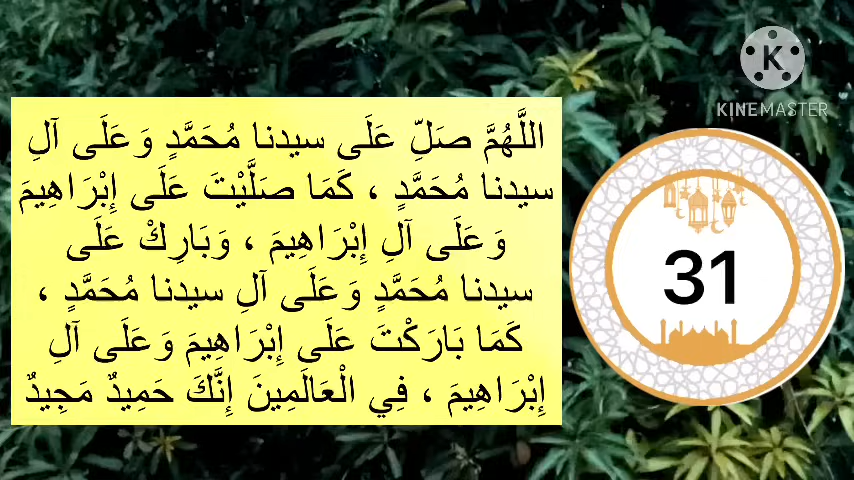 KINEMASTER
اللَّهُمَّ صَلِّ عَلَى سيدنا مُحَمَّدٍ وَعَلَى آلِ
سيدنا مُحَمَّدٍ ، كَمَا صَلَّيْتَ عَلَى إِبْرَاهِيمَ
وَعَلَى آلِ إِبْرَاهِيمَ ، وَبَارِكْ عَلَى
سيدنا مُحَمَّدٍ وَعَلَى آلِ سيدنا مُحَمَّدٍ ،
كَمَا بَارَكْتَ عَلَى إِبْرَاهِيمَ وَعَلَى آلِ
إِبْرَاهِيمَ ، فِي الْعَالَمِينَ إِنَّكَ حَمِيدٌ مَجِيدٌ
31